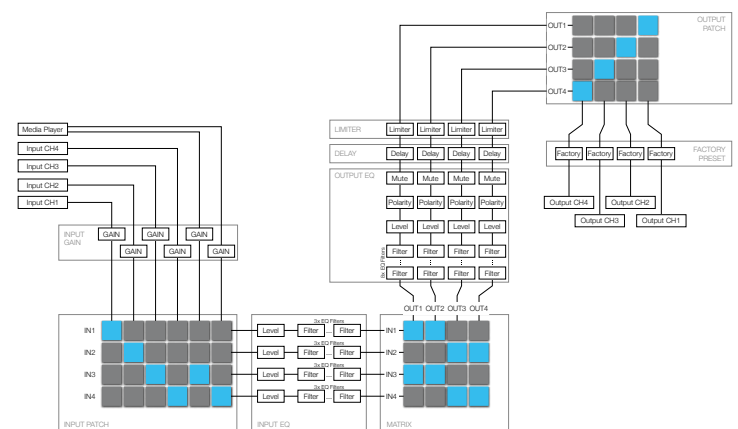 OUT1
OUT2
OUT3
OUT4
OUTPUT
PATCH
LIMITER
Limiter Limiter Limiter Limiter
DELAY
Delay Delay Delay Delay
OUTPUT EQ
Mute Mute Mute Mute
Polarity Polarity Polarity Polarity
Level Level Level Level
6x EQ Filters
Filter Filter Filter Filter
Filter Filter Filter Filter
Factory Factory Factory Factory
FACTORY
PRESET
Output CH4 Output CH2
Output CH3 Output CH1
Media Player
Input CH4
Input CH3
Input CH2
Input CH1
INPUT
GAIN
GAIN GAIN GAIN
GAIN GAIN GAIN
OUT1 OUT2 OUT3 OUT4
3x EQ Filters
IN1 Level Filter ... Filter IN1
3x EQ Filters
IN2 Level Filter ... Filter IN2
3x EQ Filters
IN3 Level Filter ... Filter IN3
3x EQ Filters
IN4 Level Filter ... Filter IN4
INPUT PATCH INPUT EQ MATRIX